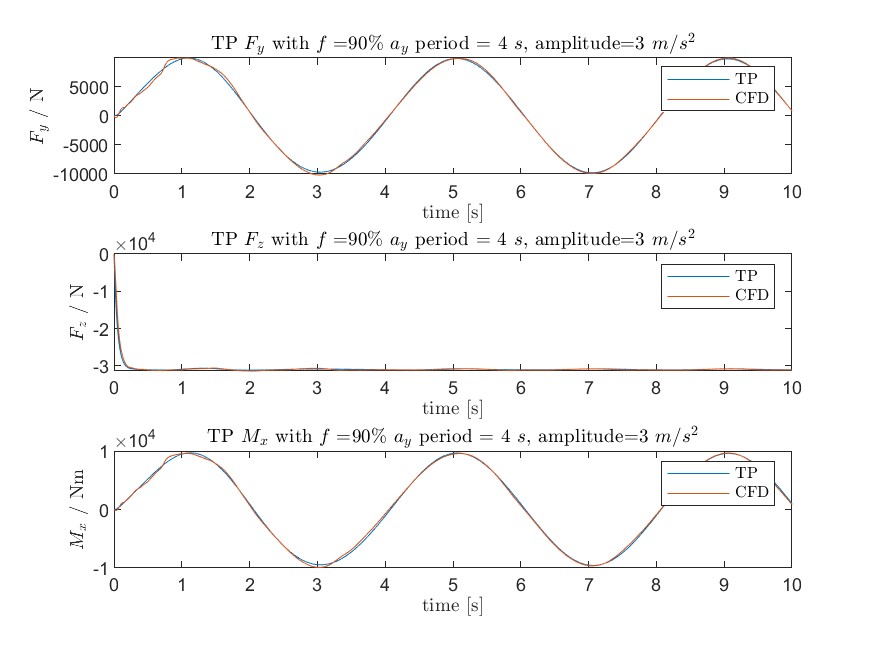 TP F_y with f =90% a_y period = 4 s, amplitude=3 m/s^2
F_y / N
5000
0
-5000
-10000
TP
CFD
0 1 2 3 4 5 6 7 8 9 10
time [s]
TP F_z with f =90% a_y period = 4 s, amplitude=3 m/s^2
×10^4
F_z / N
0
-1
-2
-3
TP
CFD
0 1 2 3 4 5 6 7 8 9 10
time [s]
TP M_x with f =90% a_y period = 4 s, amplitude=3 m/s^2
×10^4
M_x / Nm
1
0
-1
TP
CFD
0 1 2 3 4 5 6 7 8 9 10
time [s]